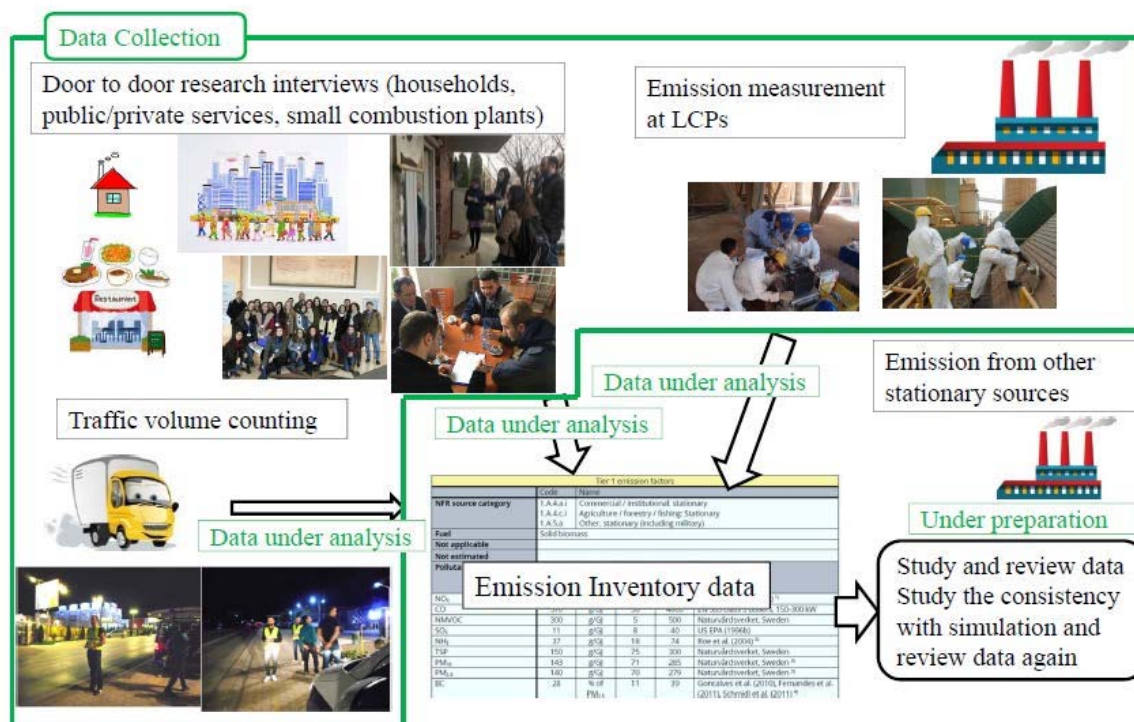 Data Collection
Door to door research interviews (households,
public/private services, small combustion plants)
Emission measurement
at LCPs
Restaurant
Traffic volume counting
Data under analysis
Data under analysis
Data under analysis
Emission from other
stationary sources
Under preparation
Tier 1 emission factors
Code Name
NFR source category 1.A.4.a.i Commercial / institutional: stationary
1.A.4.c.i Agriculture / forestry / fishing: Stationary
1.A.5.a Other, stationary (including military)
Fuel Solid biomass
Not applicable
Not estimated
Emission Inventory data
CO 570 g/GJ 50 4000
NMVOC 300 g/GJ 5 500 Naturvårdsverket, Sweden
SOₓ 11 g/GJ 8 40 US EPA (1996b)
NH₃ 37 g/GJ 18 74 Roe et al. (2004)
TSP 150 g/GJ 75 300 Naturvårdsverket, Sweden
PM₁₀ 143 g/GJ 71 285 Naturvårdsverket, Sweden
PM₂.₅ 140 g/GJ 70 279 Naturvårdsverket, Sweden
BC 28 % of 11 39 Goncalves et al. (2010), Fernandes et al.
PM₂.₅ (2011), Schmidl et al. (2011)
Study and review data
Study the consistency
with simulation and
review data again